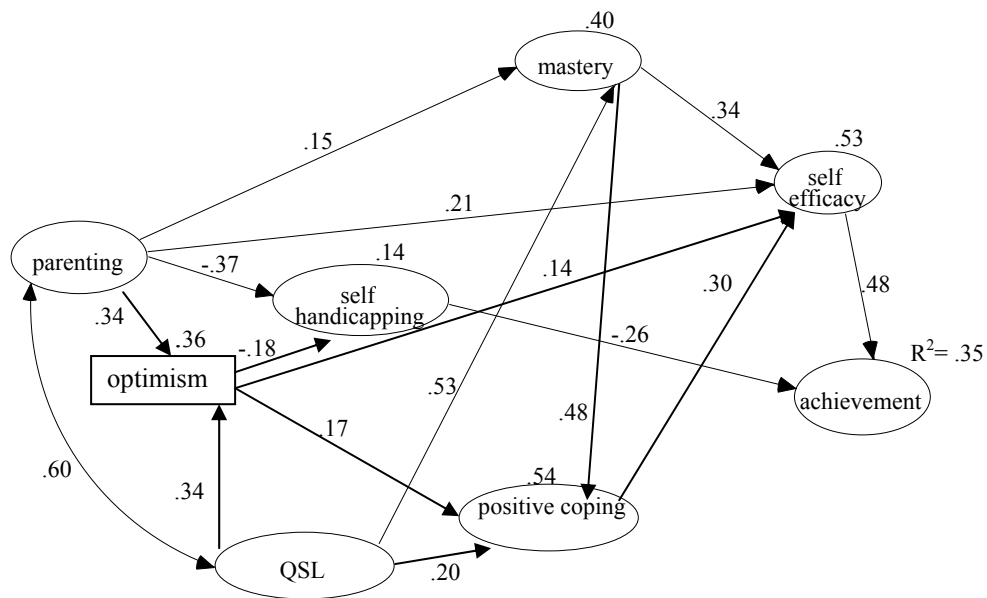 .40
mastery
.34
.15
.53
self
efficacy
.21
parenting
-.37
.14
self
handicapping
.14
.30
.48
.34
.36
-.18
-.26
R²= .35
optimism
.53
achievement
.17
.48
.60
.34
.54
positive coping
QSL
.20